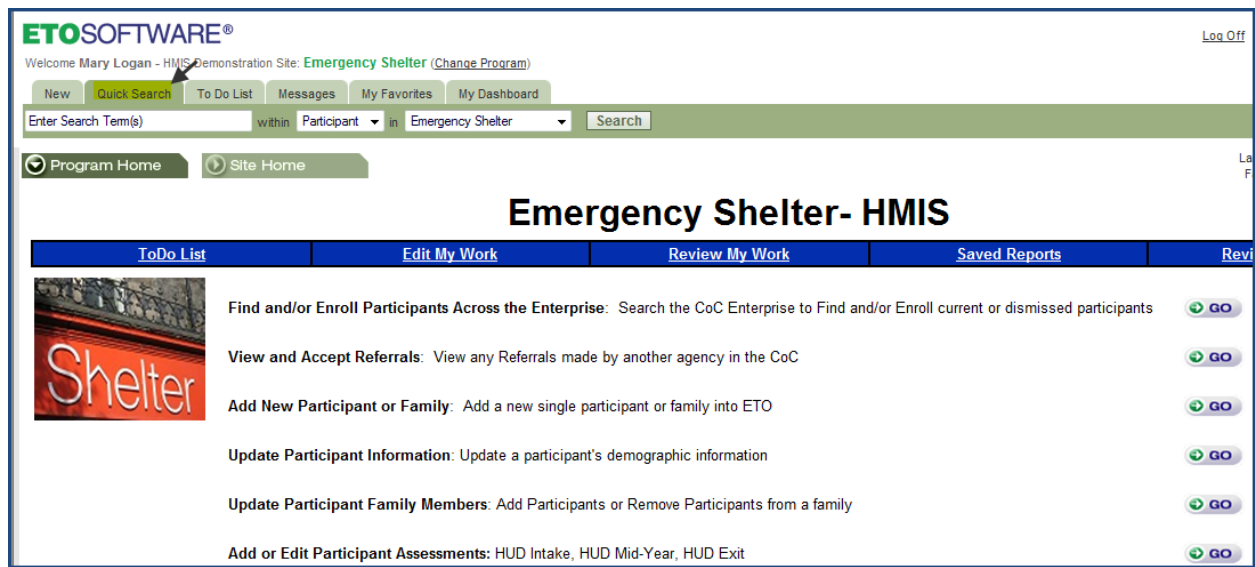 ETOSOFTWARE®
Log Off
Welcome Mary Logan - HMIS Demonstration Site: Emergency Shelter (Change Program)
New Quick Search To Do List Messages My Favorites My Dashboard
Enter Search Term(s) within Participant in Emergency Shelter Search
Program Home Site Home
Emergency Shelter- HMIS
ToDo List Edit My Work Review My Work Saved Reports
Shelter
Find and/or Enroll Participants Across the Enterprise: Search the CoC Enterprise to Find and/or Enroll current or dismissed participants GO
View and Accept Referrals: View any Referrals made by another agency in the CoC GO
Add New Participant or Family: Add a new single participant or family into ETO GO
Update Participant Information: Update a participant's demographic information GO
Update Participant Family Members: Add Participants or Remove Participants from a family GO
Add or Edit Participant Assessments: HUD Intake, HUD Mid-Year, HUD Exit GO